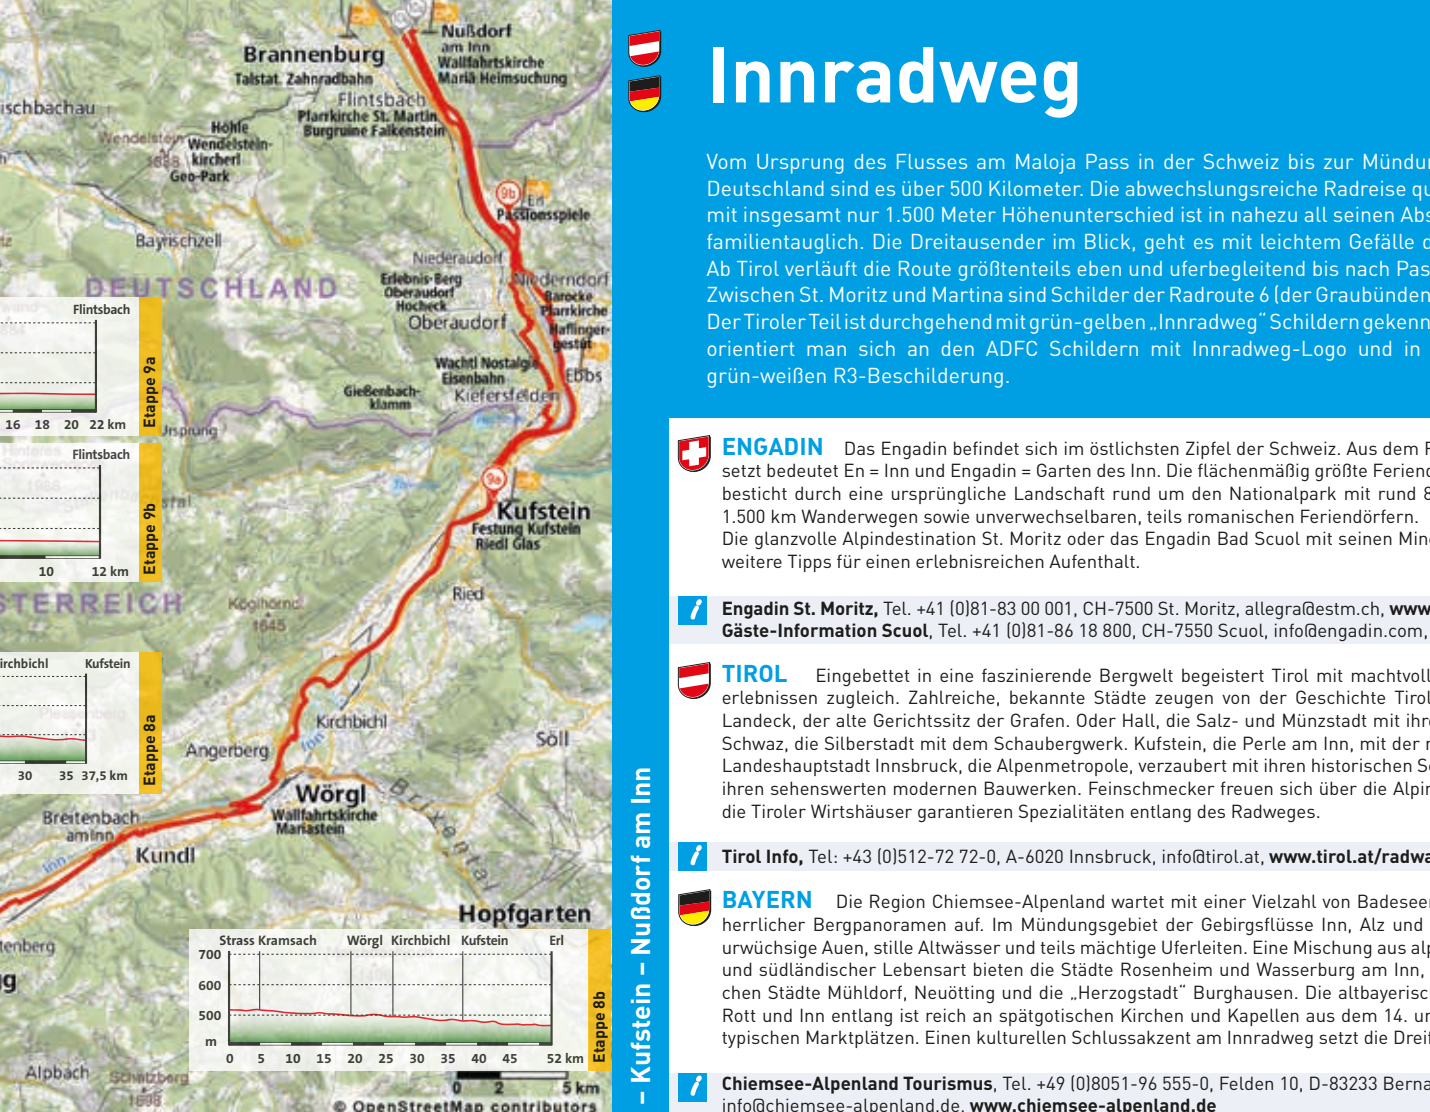 Nußdorf
am Inn
Wallfahrtskirche
Mariä Heimsuchung
Brannenburg
Talstat. Zahnradbahn
Flintsbach
Pfarrkirche St. Martin
Burgruine Falkenstein
ischbachau
Wendelstein
1838
Höhle
Wendelstein-
kircherl
Geo-Park
9b
Erl
Passionsspiele
Bayrischzell
Niederaudorf
Erlebnis-Berg
Oberaudorf
Hocheck
Oberaudorf
Niederndorf
Barocke
Pfarrkirche
Haflinger-
gestüt
DEUTSCHLAND
Wachtl Nostalgie
Eisenbahn
Kiefersfelden
Ebbs
Gießenbach-
klamm
Ursprung
Flintsbach
16 18 20 22 km
Etappe 9a
Flintsbach
10 12 km
Etappe 9b
9a
Kufstein
Festung Kufstein
Riedl Glas
STERREICH
Ried
Köglhörndl
1645
irchbichl Kufstein
30 35 37,5 km
Etappe 8a
Kirchbichl
Inn
Angerberg
Söll
Wörgl
Wallfahrtskirche
Mariastein
Brixental
Breitenbach
am Inn
Inn
Kundl
Hopfgarten
tenberg
g
Strass Kramsach Wörgl Kirchbichl Kufstein Erl
700
600
500
m
0 5 10 15 20 25 30 35 40 45 52 km
Etappe 8b
Alpbach
Schatzberg
1898
0 2 5 km
© OpenStreetMap contributors
– Kufstein – Nußdorf am Inn
Innradweg
Vom Ursprung des Flusses am Maloja Pass in der Schweiz bis zur Mündun
Deutschland sind es über 500 Kilometer. Die abwechslungsreiche Radreise qu
mit insgesamt nur 1.500 Meter Höhenunterschied ist in nahezu all seinen Abs
familientauglich. Die Dreitausender im Blick, geht es mit leichtem Gefälle d
Ab Tirol verläuft die Route größtenteils eben und uferbegleitend bis nach Pas
Zwischen St. Moritz und Martina sind Schilder der Radroute 6 (der Graubünden
Der Tiroler Teil ist durchgehend mit grün-gelben „Innradweg“ Schildern gekenn
orientiert man sich an den ADFC Schildern mit Innradweg-Logo und in
grün-weißen R3-Beschilderung.
ENGADIN Das Engadin befindet sich im östlichsten Zipfel der Schweiz. Aus dem R
setzt bedeutet En = Inn und Engadin = Garten des Inn. Die flächenmäßig größte Feriend
besticht durch eine ursprüngliche Landschaft rund um den Nationalpark mit rund 8
1.500 km Wanderwegen sowie unverwechselbaren, teils romanischen Feriendörfern.
Die glanzvolle Alpindestination St. Moritz oder das Engadin Bad Scuol mit seinen Mine
weitere Tipps für einen erlebnisreichen Aufenthalt.
i Engadin St. Moritz, Tel. +41 (0)81-83 00 001, CH-7500 St. Moritz, allegra@estm.ch, www
Gäste-Information Scuol, Tel. +41 (0)81-86 18 800, CH-7550 Scuol, info@engadin.com,
TIROL Eingebettet in eine faszinierende Bergwelt begeistert Tirol mit machtvoll
erlebnissen zugleich. Zahlreiche, bekannte Städte zeugen von der Geschichte Tirol
Landeck, der alte Gerichtssitz der Grafen. Oder Hall, die Salz- und Münzstadt mit ihre
Schwaz, die Silberstadt mit dem Schaubergwerk. Kufstein, die Perle am Inn, mit der m
Landeshauptstadt Innsbruck, die Alpenmetropole, verzaubert mit ihren historischen Se
ihren sehenswerten modernen Bauwerken. Feinschmecker freuen sich über die Alpin
die Tiroler Wirtshäuser garantieren Spezialitäten entlang des Radweges.
i Tirol Info, Tel: +43 (0)512-72 72-0, A-6020 Innsbruck, info@tirol.at, www.tirol.at/radwa
BAYERN Die Region Chiemsee-Alpenland wartet mit einer Vielzahl von Badeseen
herrlicher Bergpanoramen auf. Im Mündungsgebiet der Gebirgsflüsse Inn, Alz und
urwüchsige Auen, stille Altwässer und teils mächtige Uferleiten. Eine Mischung aus alp
und südländischer Lebensart bieten die Städte Rosenheim und Wasserburg am Inn,
chen Städte Mühldorf, Neuötting und die „Herzogstadt“ Burghausen. Die altbayerisc
Rott und Inn entlang ist reich an spätgotischen Kirchen und Kapellen aus dem 14. un
typischen Marktplätzen. Einen kulturellen Schlussakzent am Innradweg setzt die Dreif
i Chiemsee-Alpenland Tourismus, Tel. +49 (0)8051-96 555-0, Felden 10, D-83233 Berna
info@chiemsee-alpenland.de, www.chiemsee-alpenland.de